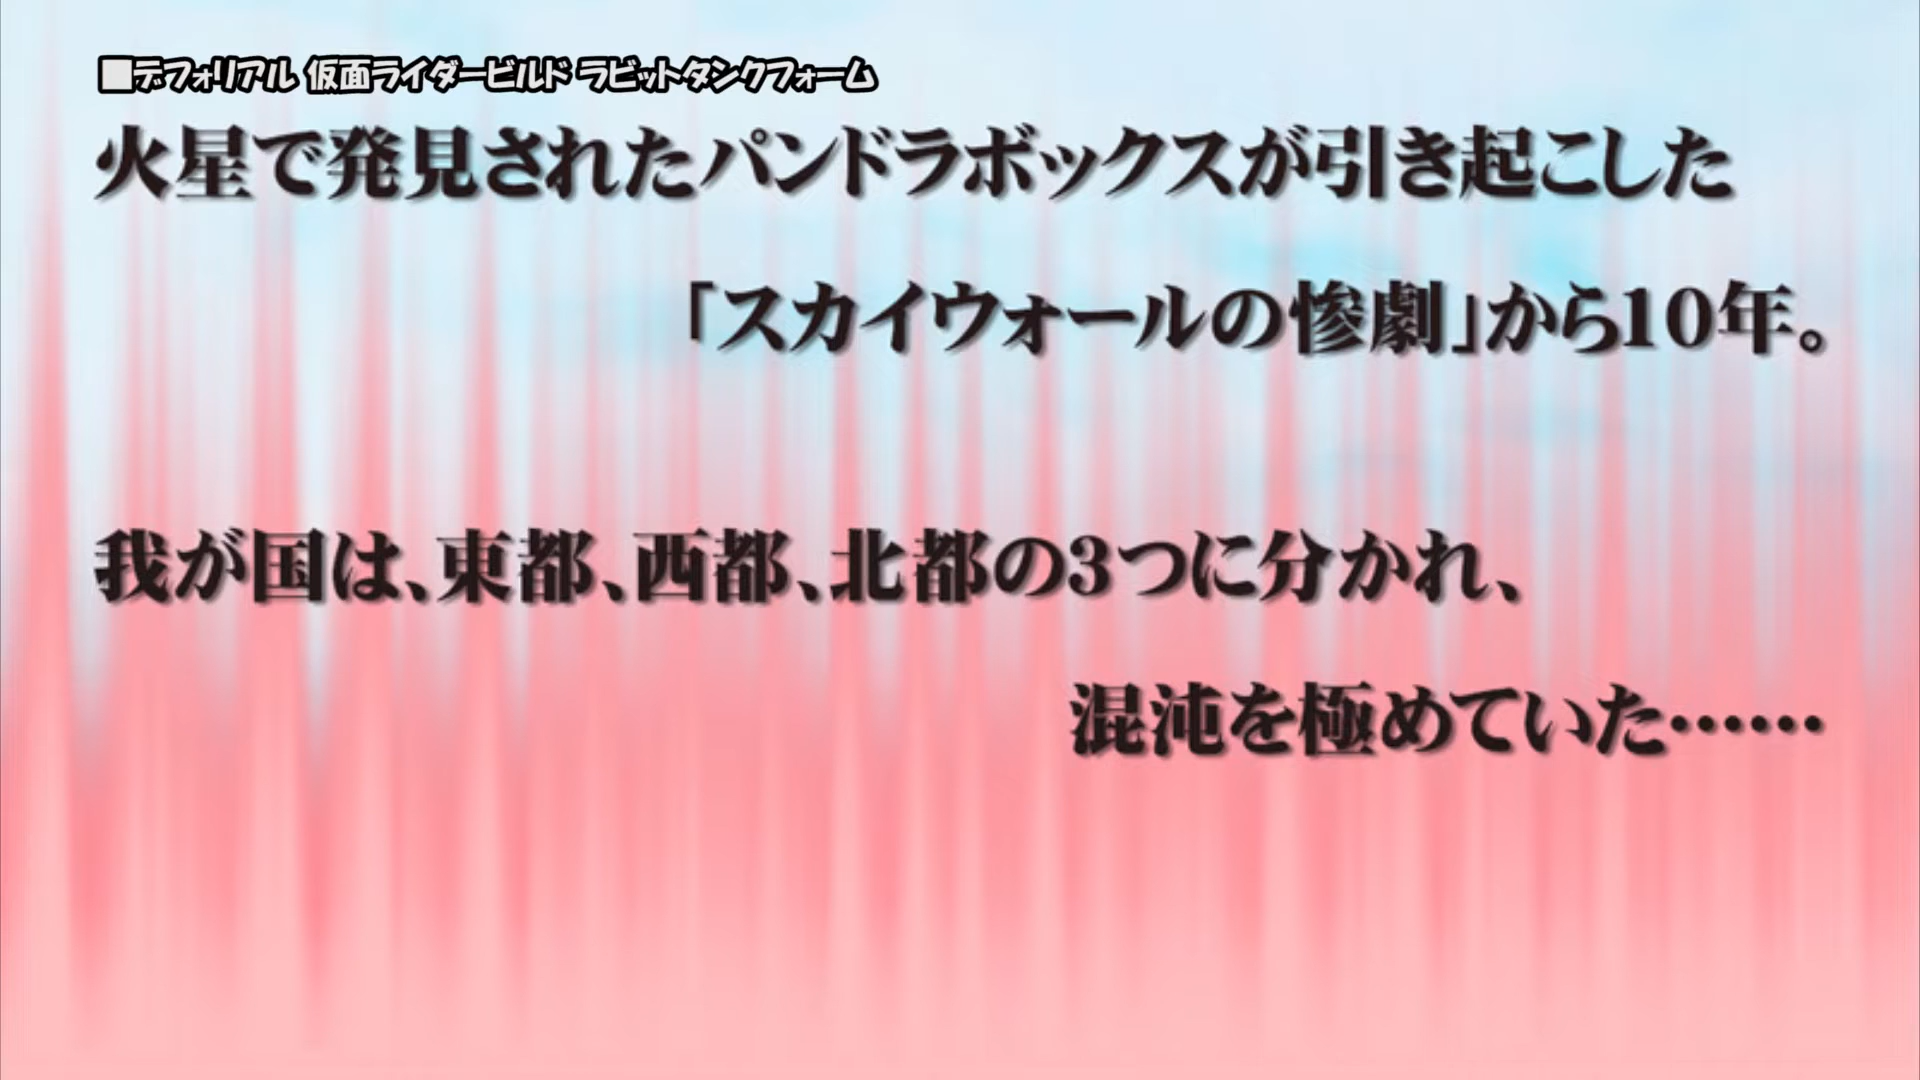 ■デフォリアル 仮面ライダービルド ラビットタンクフォーム
火星で発見されたパンドラボックスが引き起こした
「スカイウォールの惨劇」から10年。
我が国は、東都、西都、北都の3つに分かれ、
混沌を極めていた……